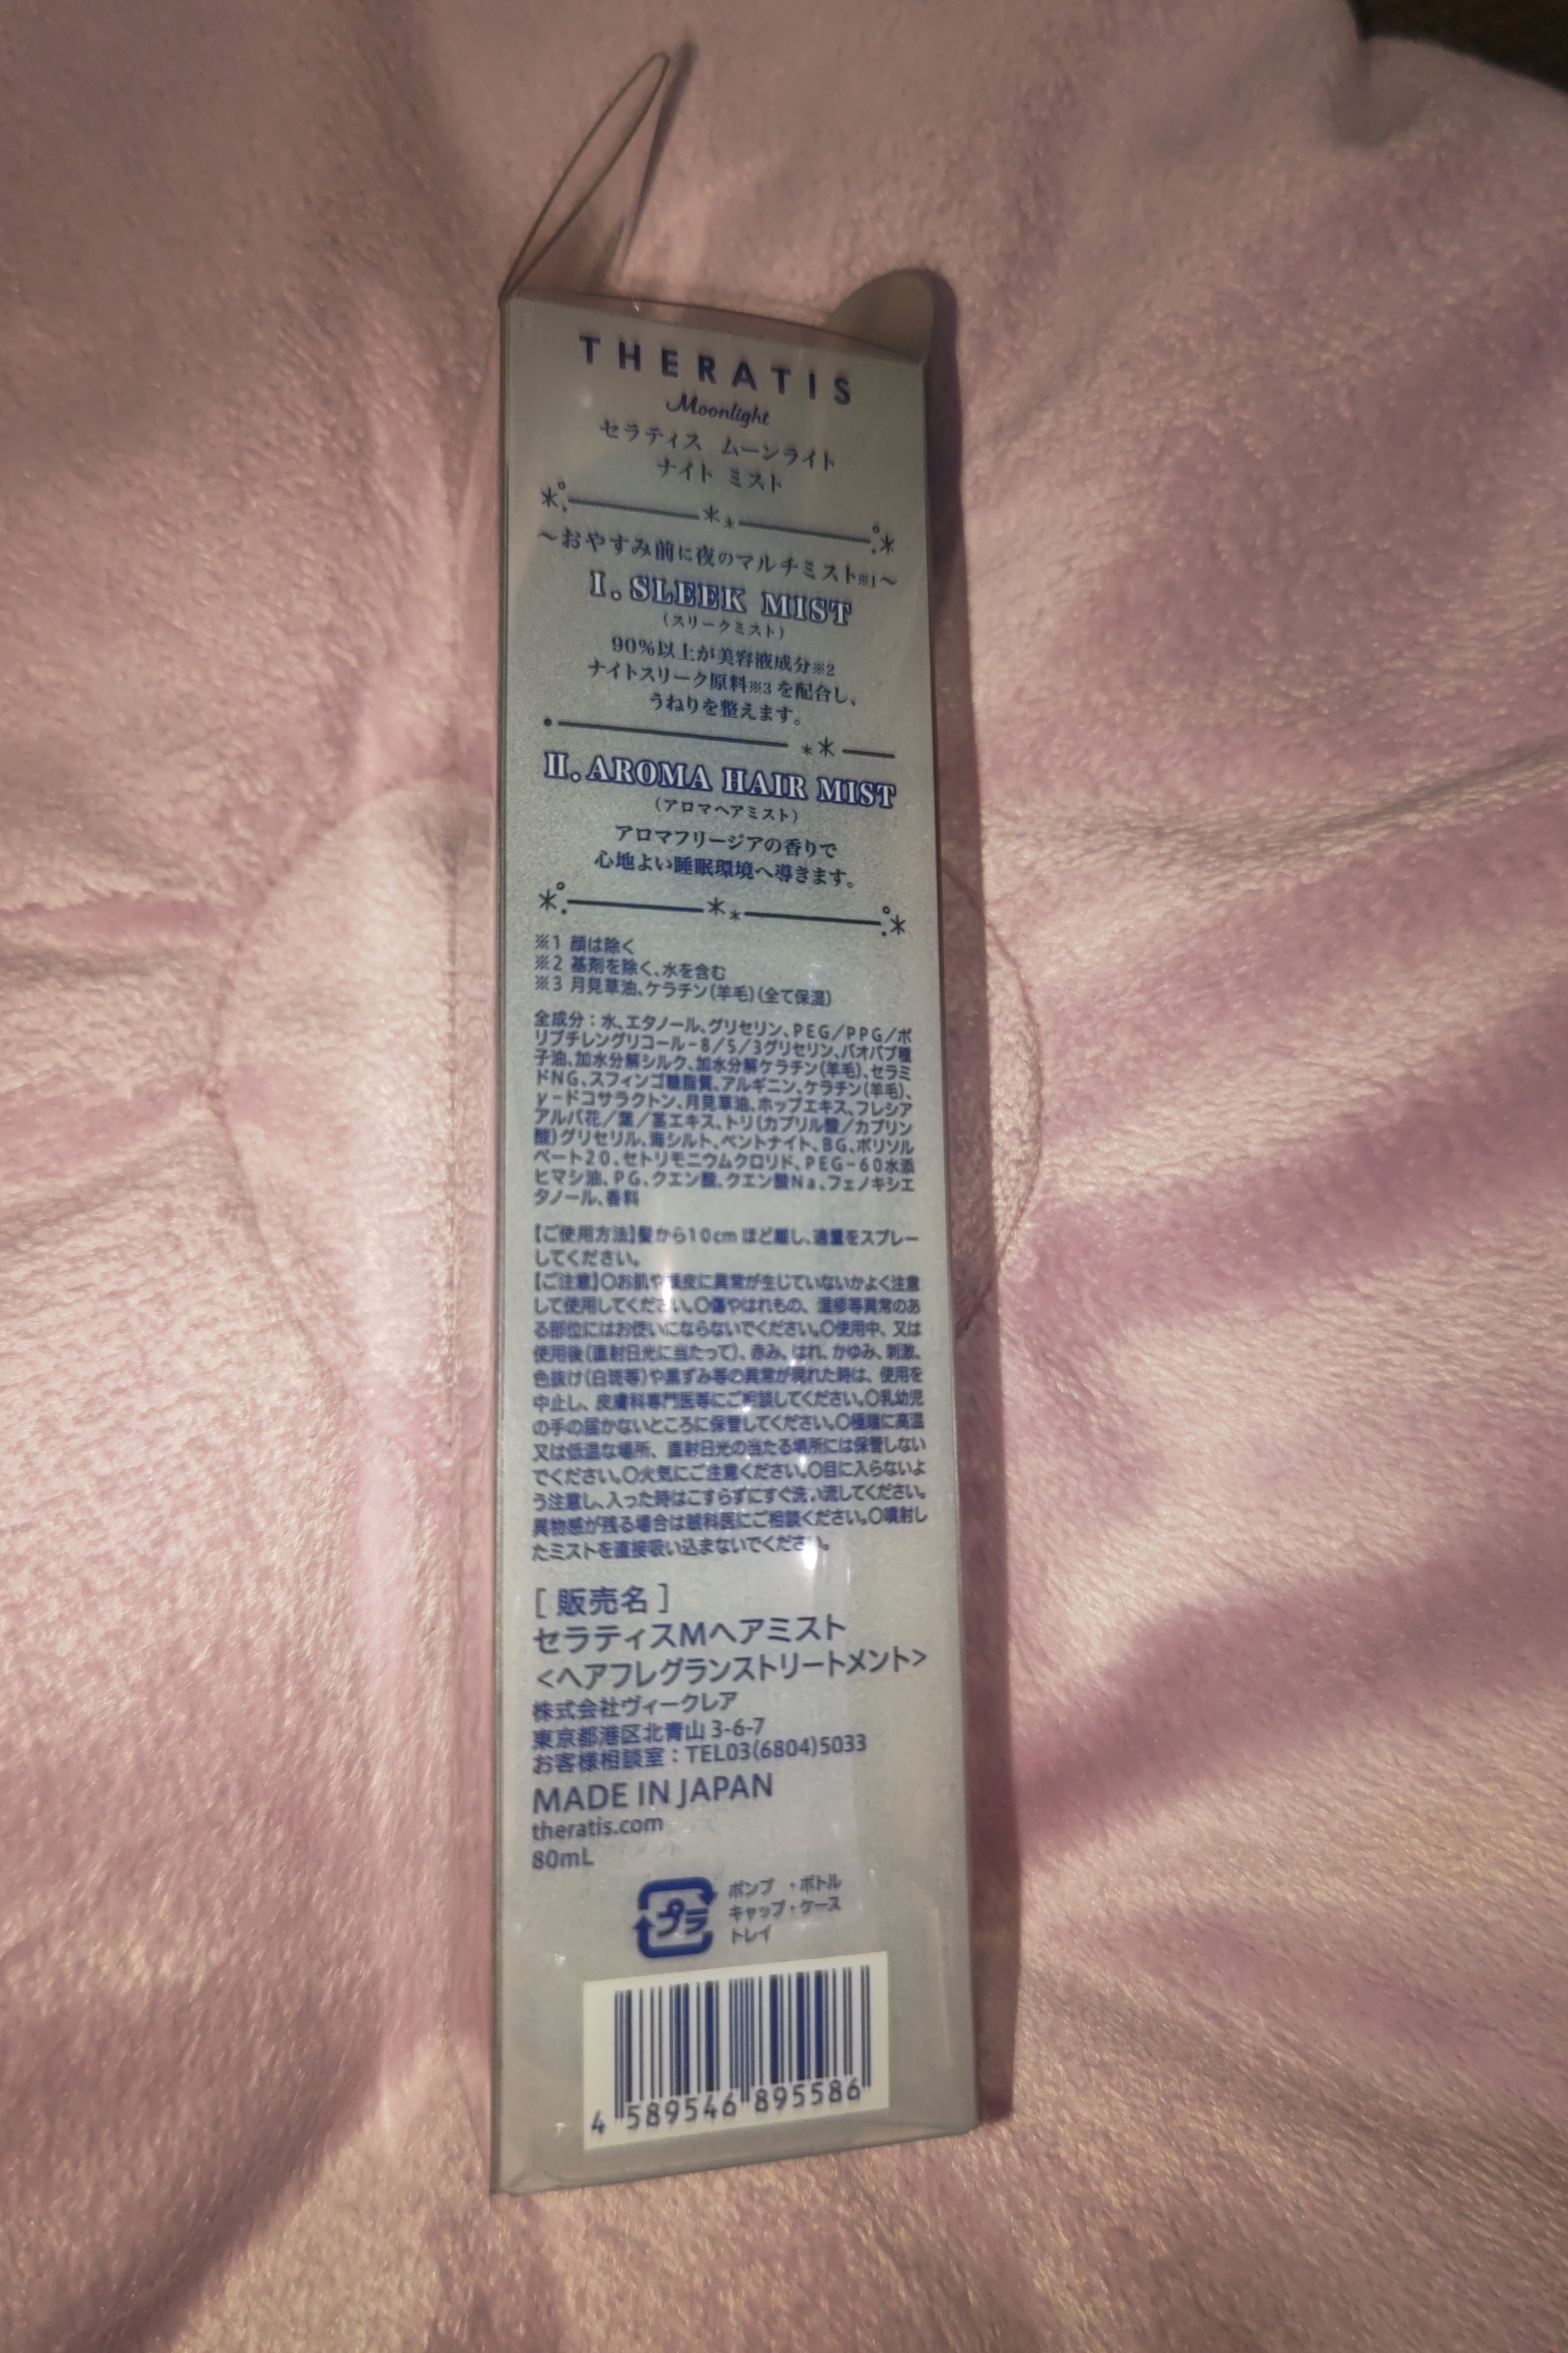 THERATIS
Moonlight
セラティス ムーンライト
ナイト ミスト
～おやすみ前に夜のマルチミスト※1～
I. SLEEK MIST
（スリークミスト）
90%以上が美容液成分※2
ナイトスリーク原料※3を配合し、
うねりを整えます。
II. AROMA HAIR MIST
（アロマヘアミスト）
アロマフリージアの香りで
心地よい睡眠環境へ導きます。
※1 顔は除く
※2 基剤を除く、水を含む
※3 月見草油、ケラチン(羊毛)(全て保湿)
全成分：水、エタノール、グリセリン、PEG/PPG/ポ
リブチレングリコール-8/5/3グリセリン、バオバブ種
子油、加水分解シルク、加水分解ケラチン(羊毛)、セラミ
ドNG、スフィンゴ糖脂質、アルギニン、ケラチン(羊毛)、
γ-ドコサラクトン、月見草油、ホップエキス、フレシア
アルバ花/葉/茎エキス、トリ(カプリル酸/カプリン
酸)グリセリル、海シルト、ベントナイト、BG、ポリソル
ベート20、セトリモニウムクロリド、PEG-60水添
ヒマシ油、PG、クエン酸、クエン酸Na、フェノキシエ
タノール、香料
【ご使用方法】髪から10cmほど離し、適量をスプレー
してください。
【ご注意】○お肌や頭皮に異常が生じていないかよく注意
して使用してください。○傷やはれもの、湿疹等異常のあ
る部位にはお使いにならないでください。○使用中、又は
使用後(直射日光に当たって)、赤み、はれ、かゆみ、刺激、
色抜け(白斑等)や黒ずみ等の異常が現れた時は、使用を
中止し、皮膚科専門医等にご相談してください。○乳幼児
の手の届かないところに保管してください。○極端に高温
又は低温な場所、直射日光の当たる場所には保管しない
でください。○火気にご注意ください。○目に入らないよ
う注意し、入った時はこすらずにすぐ洗い流してください。
異物感が残る場合は眼科医にご相談ください。○噴射し
たミストを直接吸い込まないでください。
［販売名］
セラティスMヘアミスト
<ヘアフレグランストリートメント>
株式会社ヴィークレア
東京都港区北青山 3-6-7
お客様相談室：TEL03(6804)5033
MADE IN JAPAN
theratis.com
80mL
プラ
ポンプ・ボトル
キャップ・ケース
トレイ
4 589546 895586